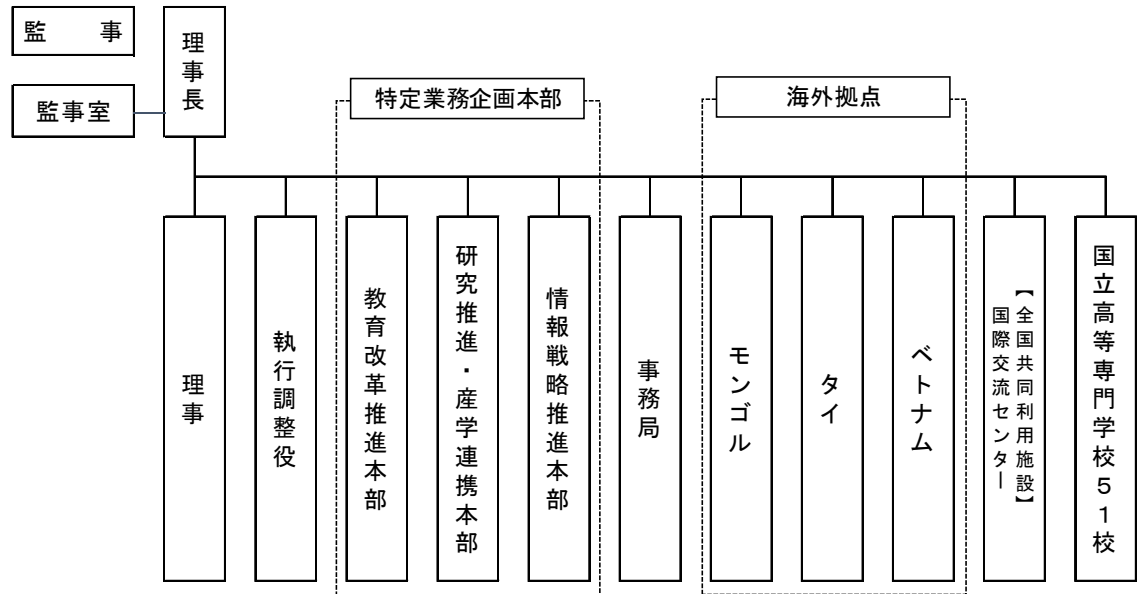 監　　事
理事長
監事室
特定業務企画本部
海外拠点
理事
執行調整役
教育改革推進本部
研究推進・産学連携本部
情報戦略推進本部
事務局
モンゴル
タイ
ベトナム
【全国共同利用施設】
国際交流センター
国立高等専門学校５１校